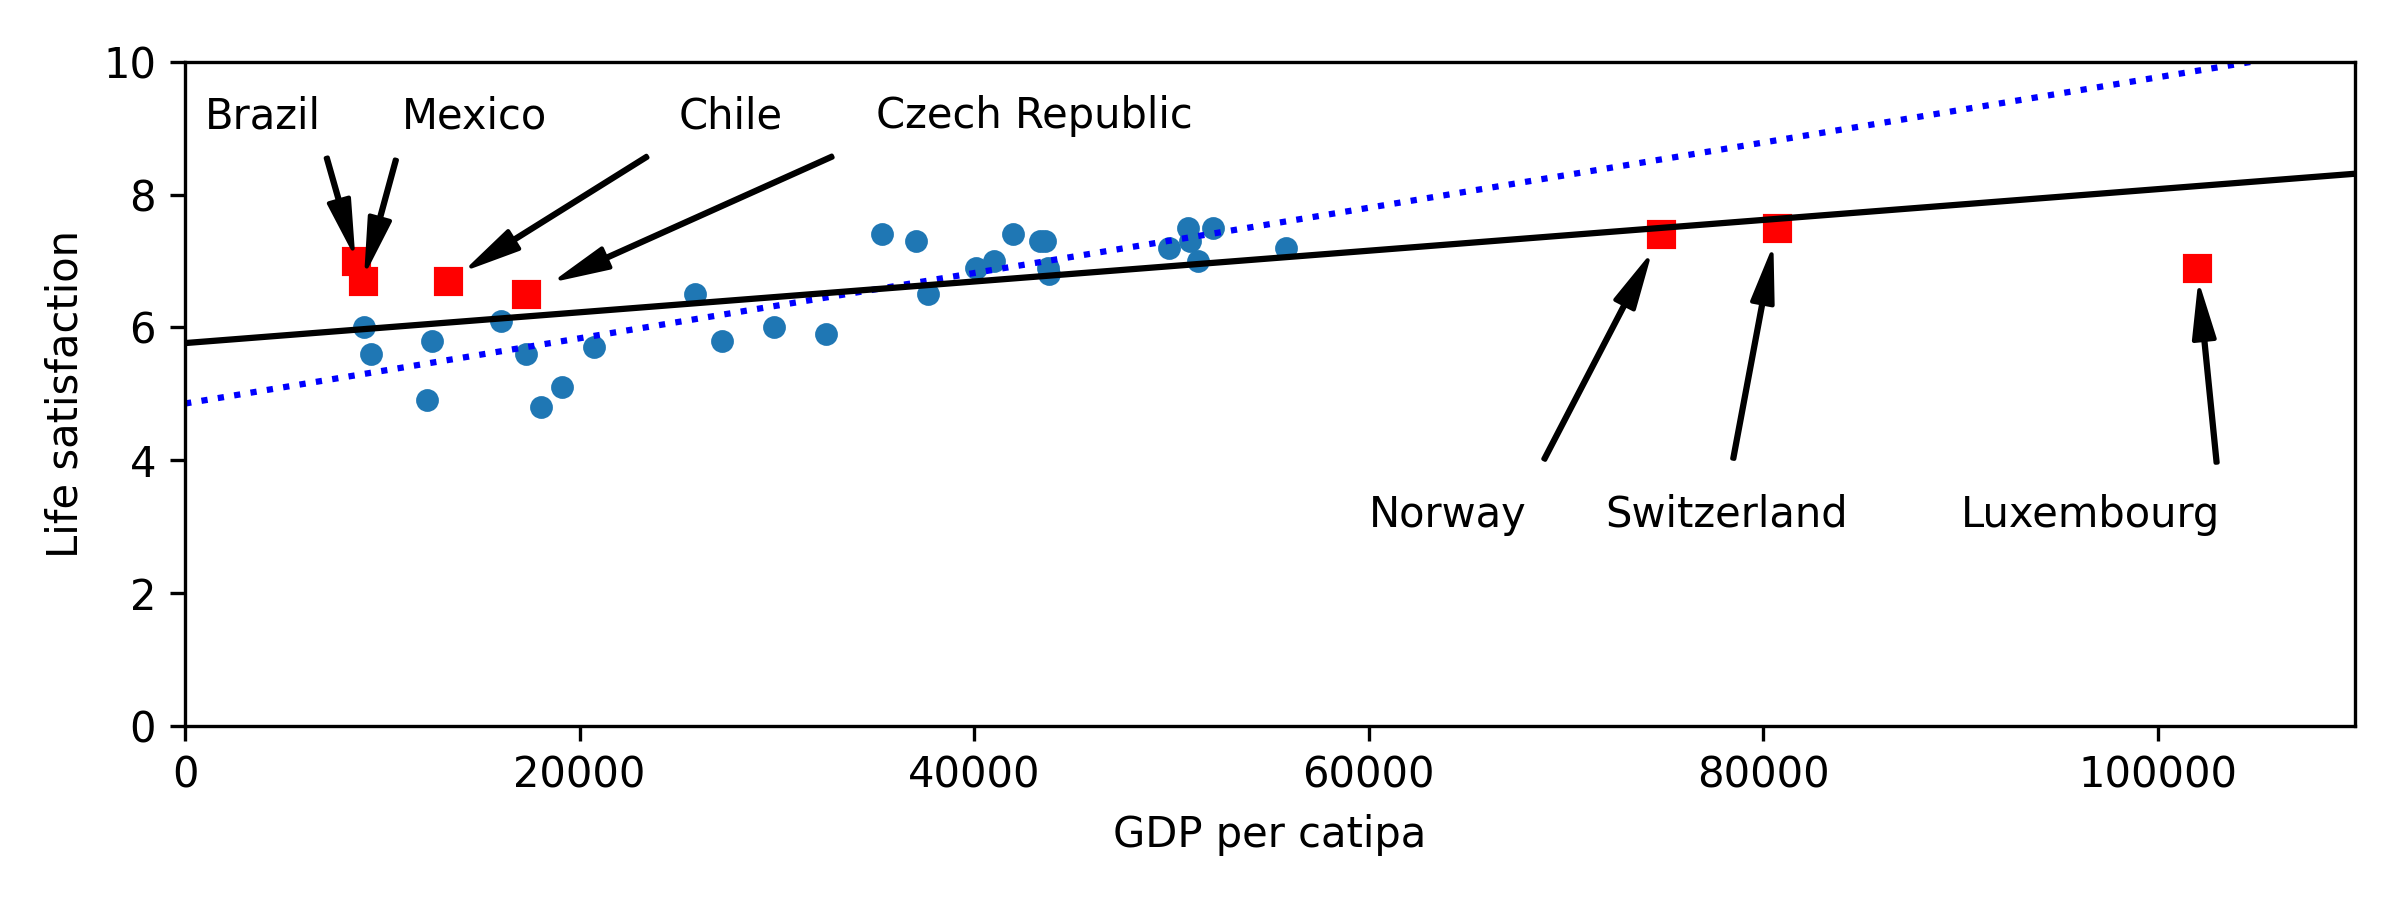 10
Brazil Mexico Chile Czech Republic
8
6
4
2
0
Life satisfaction
Norway Switzerland Luxembourg
0 20000 40000 60000 80000 100000
GDP per catipa